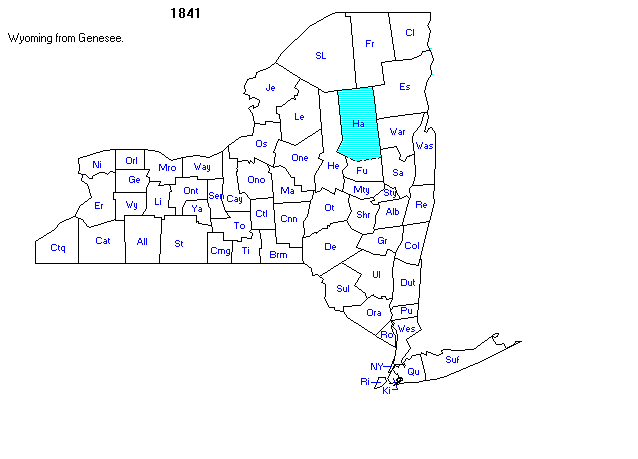 1841
Wyoming from Genesee.
Cl
Fr
SL
Es
Je
Le
Ha
War
Was
Os
One
He
Fu
Sa
Ni
Orl
Mro
Way
Ge
Ono
Ma
Mty
Sty
Er
Wy
Li
Ont
Sen
Cay
Ya
Ctl
Cnn
Ot
Shr
Alb
Re
To
Ctq
Cat
All
St
Cmg
Ti
Brm
De
Gr
Col
Sul
Ul
Dut
Ora
Pu
Ro
Wes
NY
Qu
Suf
Ri
Ki